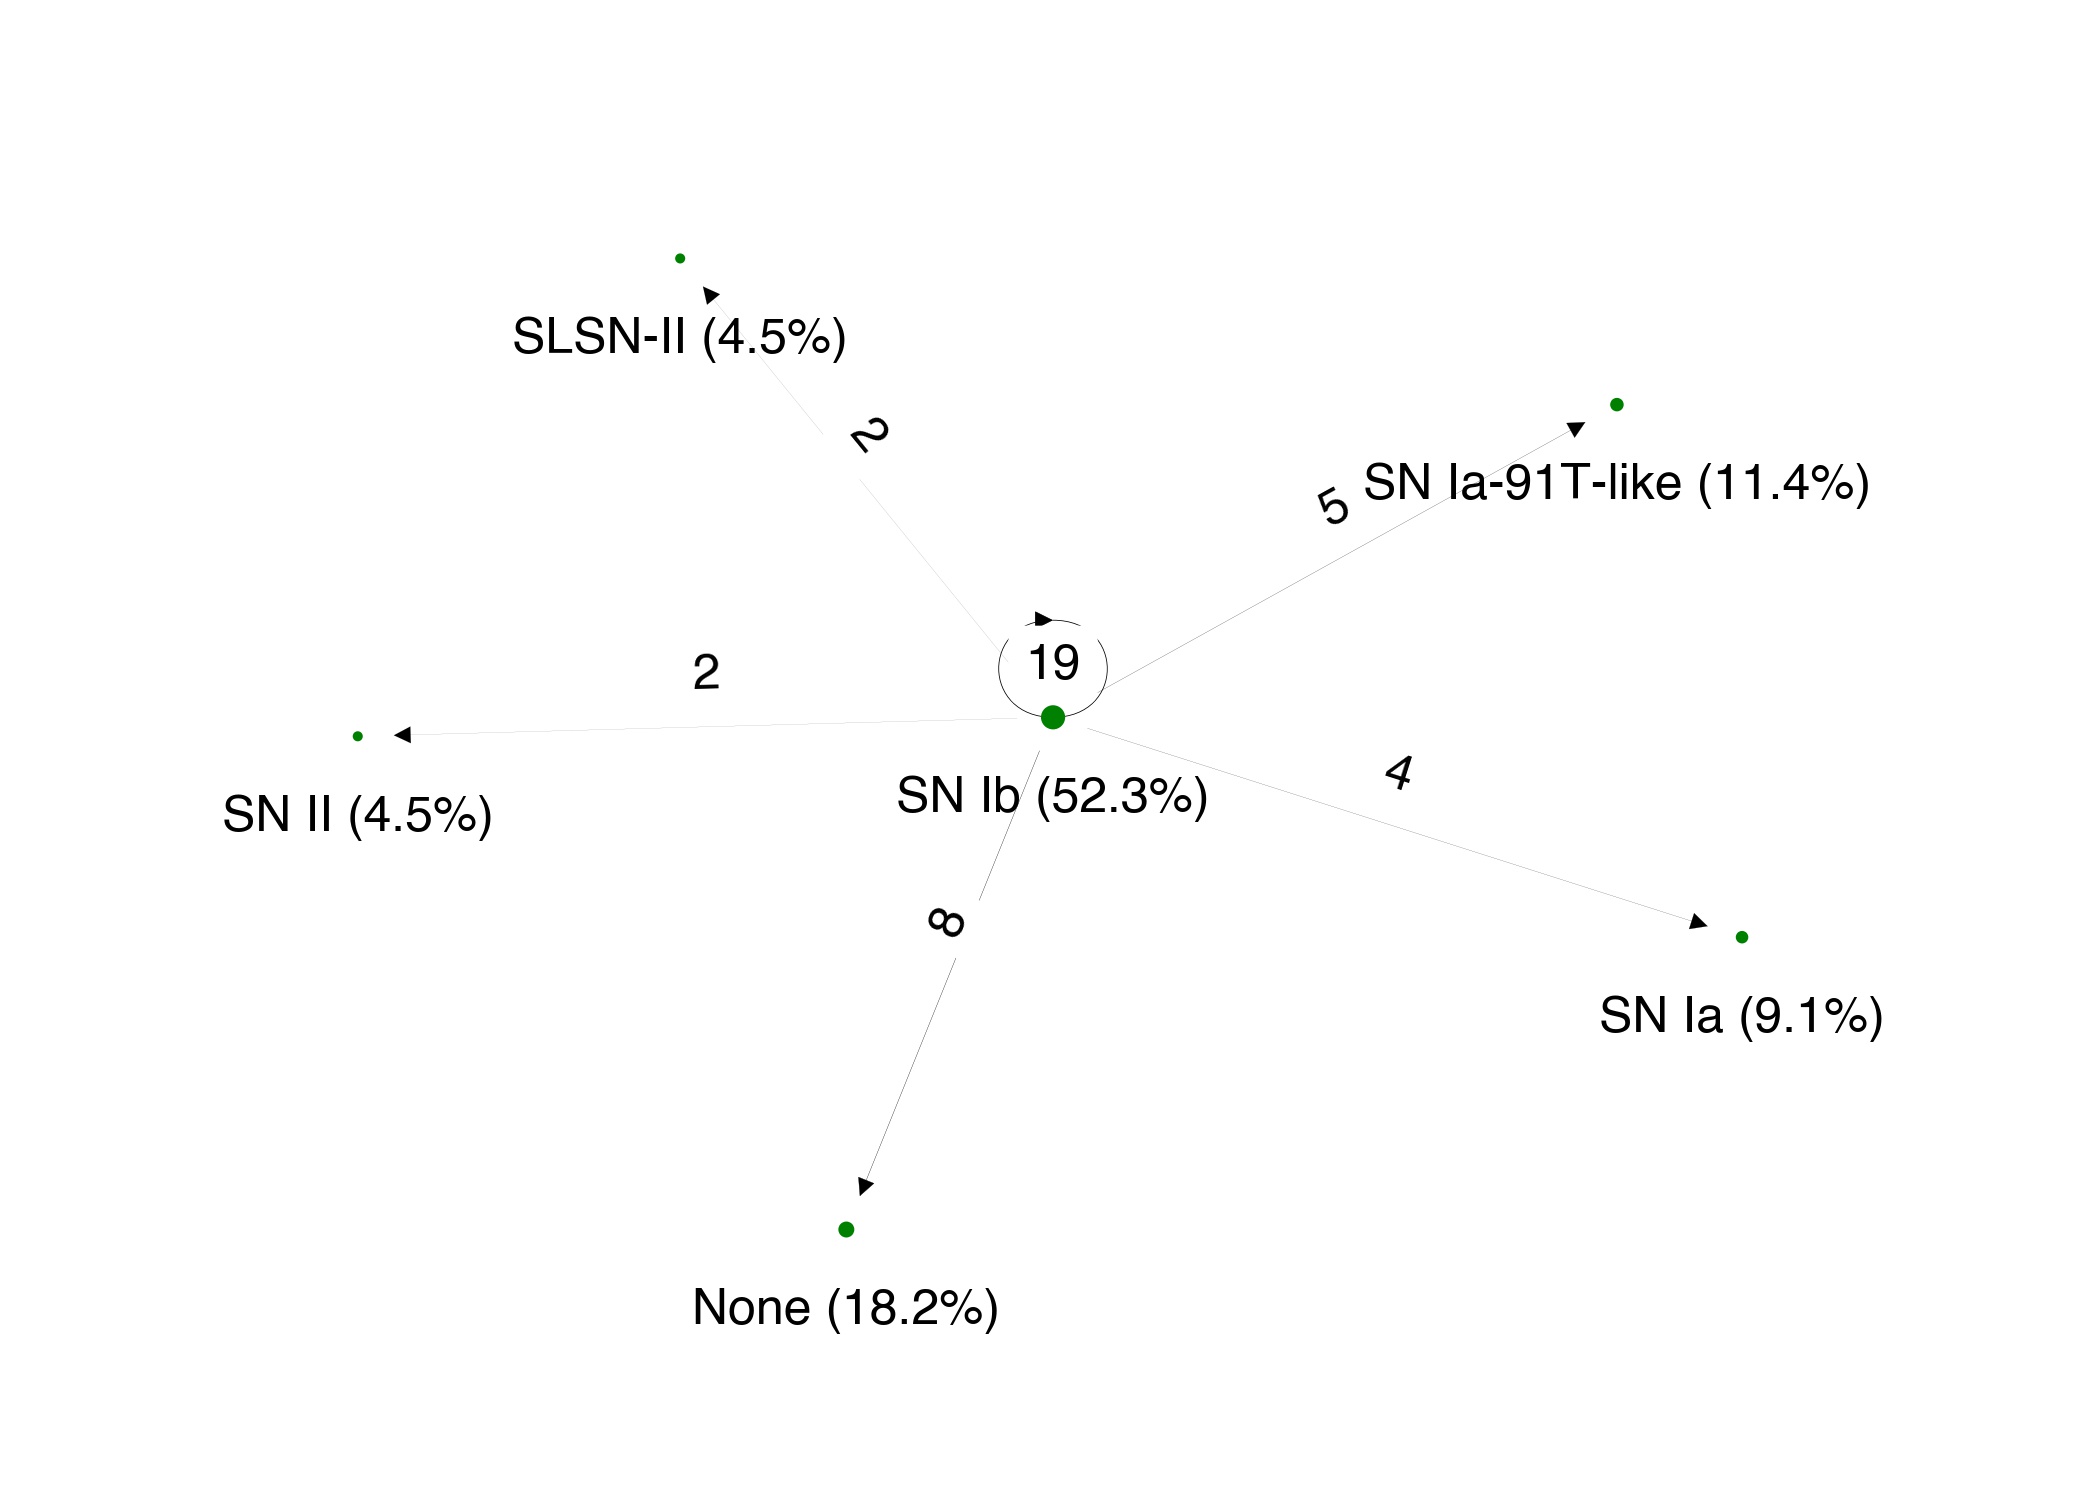 SLSN-II (4.5%)
2
SN Ia-91T-like (11.4%)
5
19
2
SN Ib (52.3%)
4
SN II (4.5%)
8
SN Ia (9.1%)
None (18.2%)